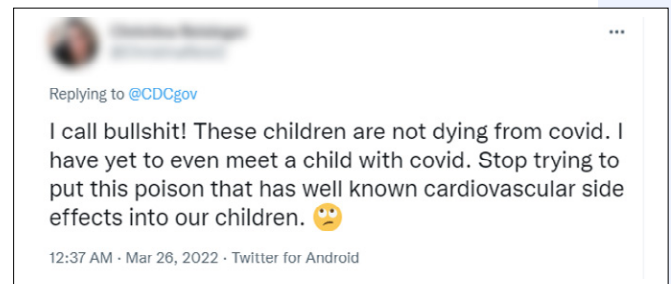 Replying to @CDCgov
I call bullshit! These children are not dying from covid. I
have yet to even meet a child with covid. Stop trying to
put this poison that has well known cardiovascular side
effects into our children. 🙄
12:37 AM · Mar 26, 2022 · Twitter for Android